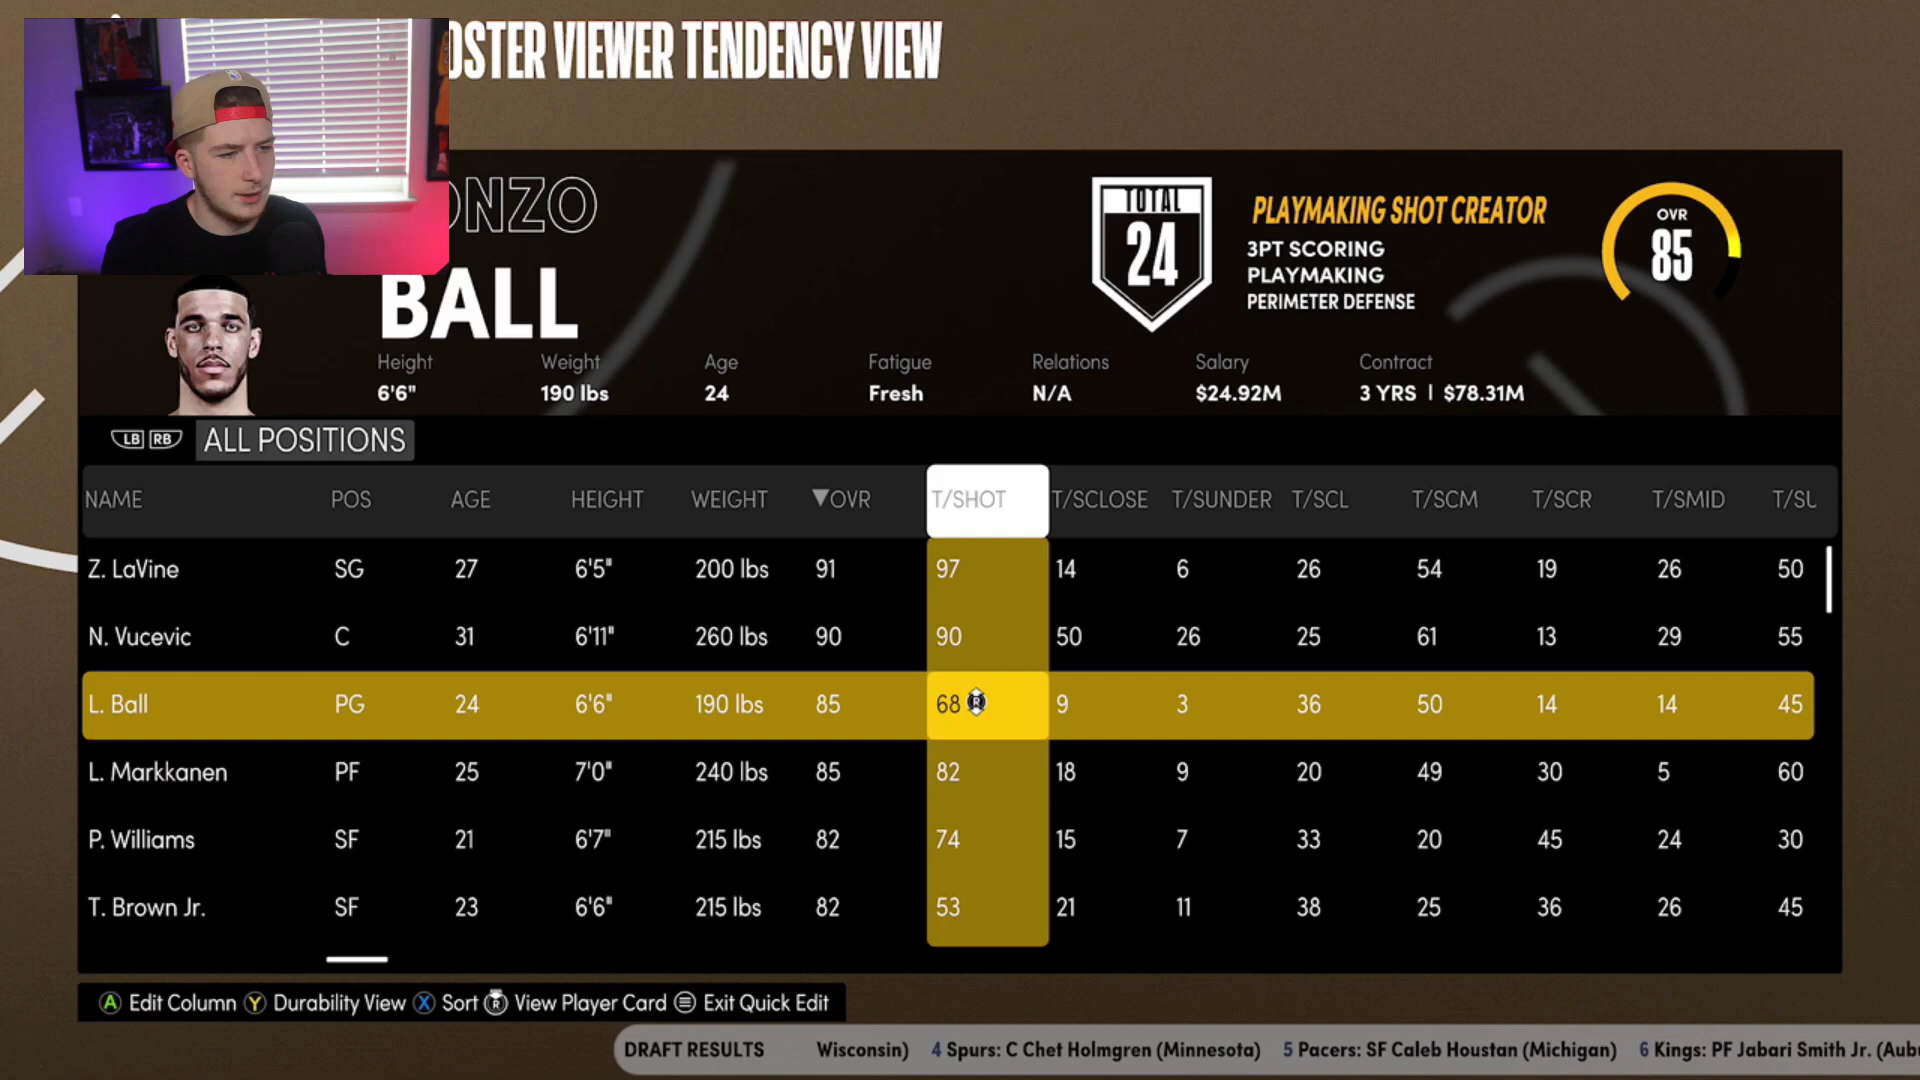 OSTER VIEWER TENDENCY VIEW
ONZO
BALL
TOTAL
24
PLAYMAKING SHOT CREATOR
3PT SCORING
PLAYMAKING
PERIMETER DEFENSE
OVR
85
Height Weight Age Fatigue Relations Salary Contract
6'6" 190 lbs 24 Fresh N/A $24.92M 3 YRS | $78.31M
LB RB ALL POSITIONS
NAME POS AGE HEIGHT WEIGHT ▼OVR T/SHOT T/SCLOSE T/SUNDER T/SCL T/SCM T/SCR T/SMID T/SU
Z. LaVine SG 27 6'5" 200 lbs 91 97 14 6 26 54 19 26 50
N. Vucevic C 31 6'11" 260 lbs 90 90 50 26 25 61 13 29 55
L. Ball PG 24 6'6" 190 lbs 85 68 R 9 3 36 50 14 14 45
L. Markkanen PF 25 7'0" 240 lbs 85 82 18 9 20 49 30 5 60
P. Williams SF 21 6'7" 215 lbs 82 74 15 7 33 20 45 24 30
T. Brown Jr. SF 23 6'6" 215 lbs 82 53 21 11 38 25 36 26 45
A Edit Column Y Durability View X Sort R View Player Card Exit Quick Edit
DRAFT RESULTS Wisconsin) 4 Spurs: C Chet Holmgren (Minnesota) 5 Pacers: SF Caleb Houstan (Michigan) 6 Kings: PF Jabari Smith Jr. (Aub